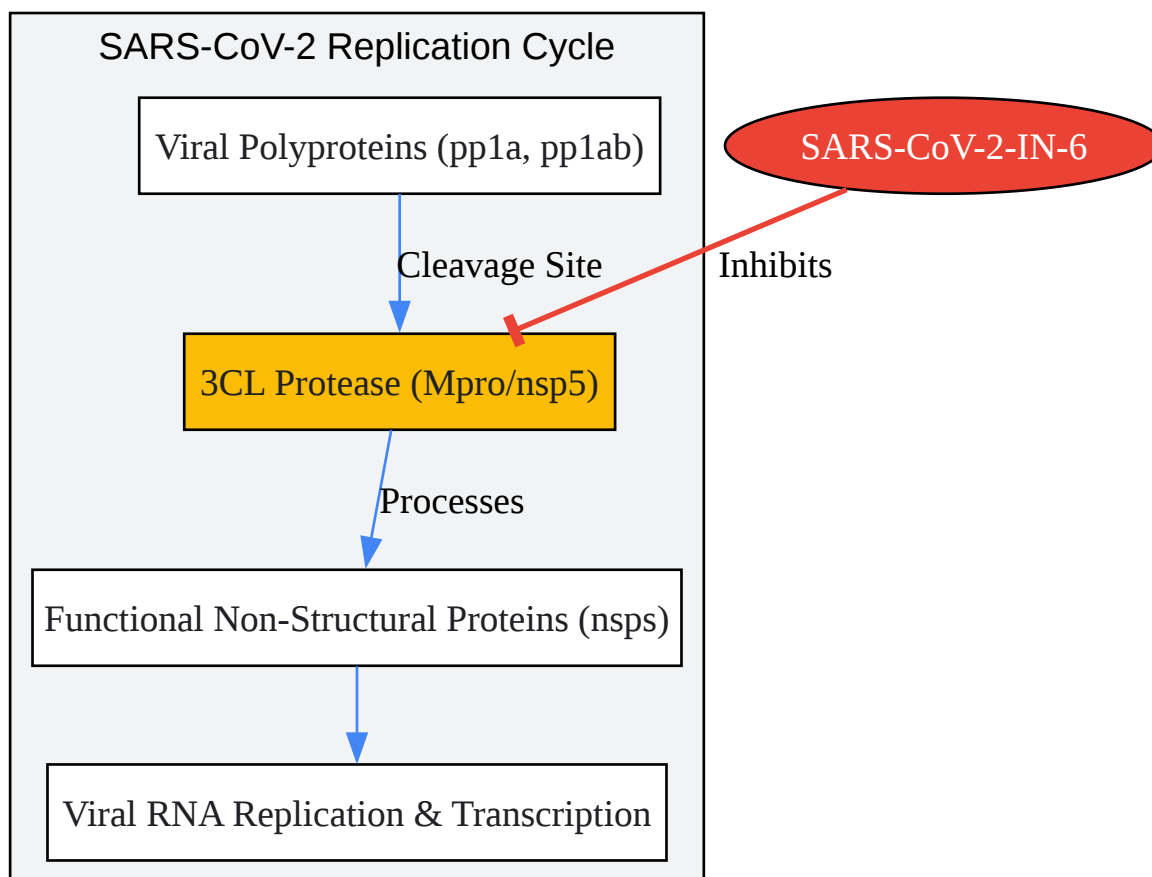 SARS-CoV-2 Replication Cycle
Viral Polyproteins (pp1a, pp1ab)
SARS-CoV-2-IN-6
Cleavage Site
Inhibits
3CL Protease (Mpro/nsp5)
Processes
Functional Non-Structural Proteins (nsps)
Viral RNA Replication & Transcription